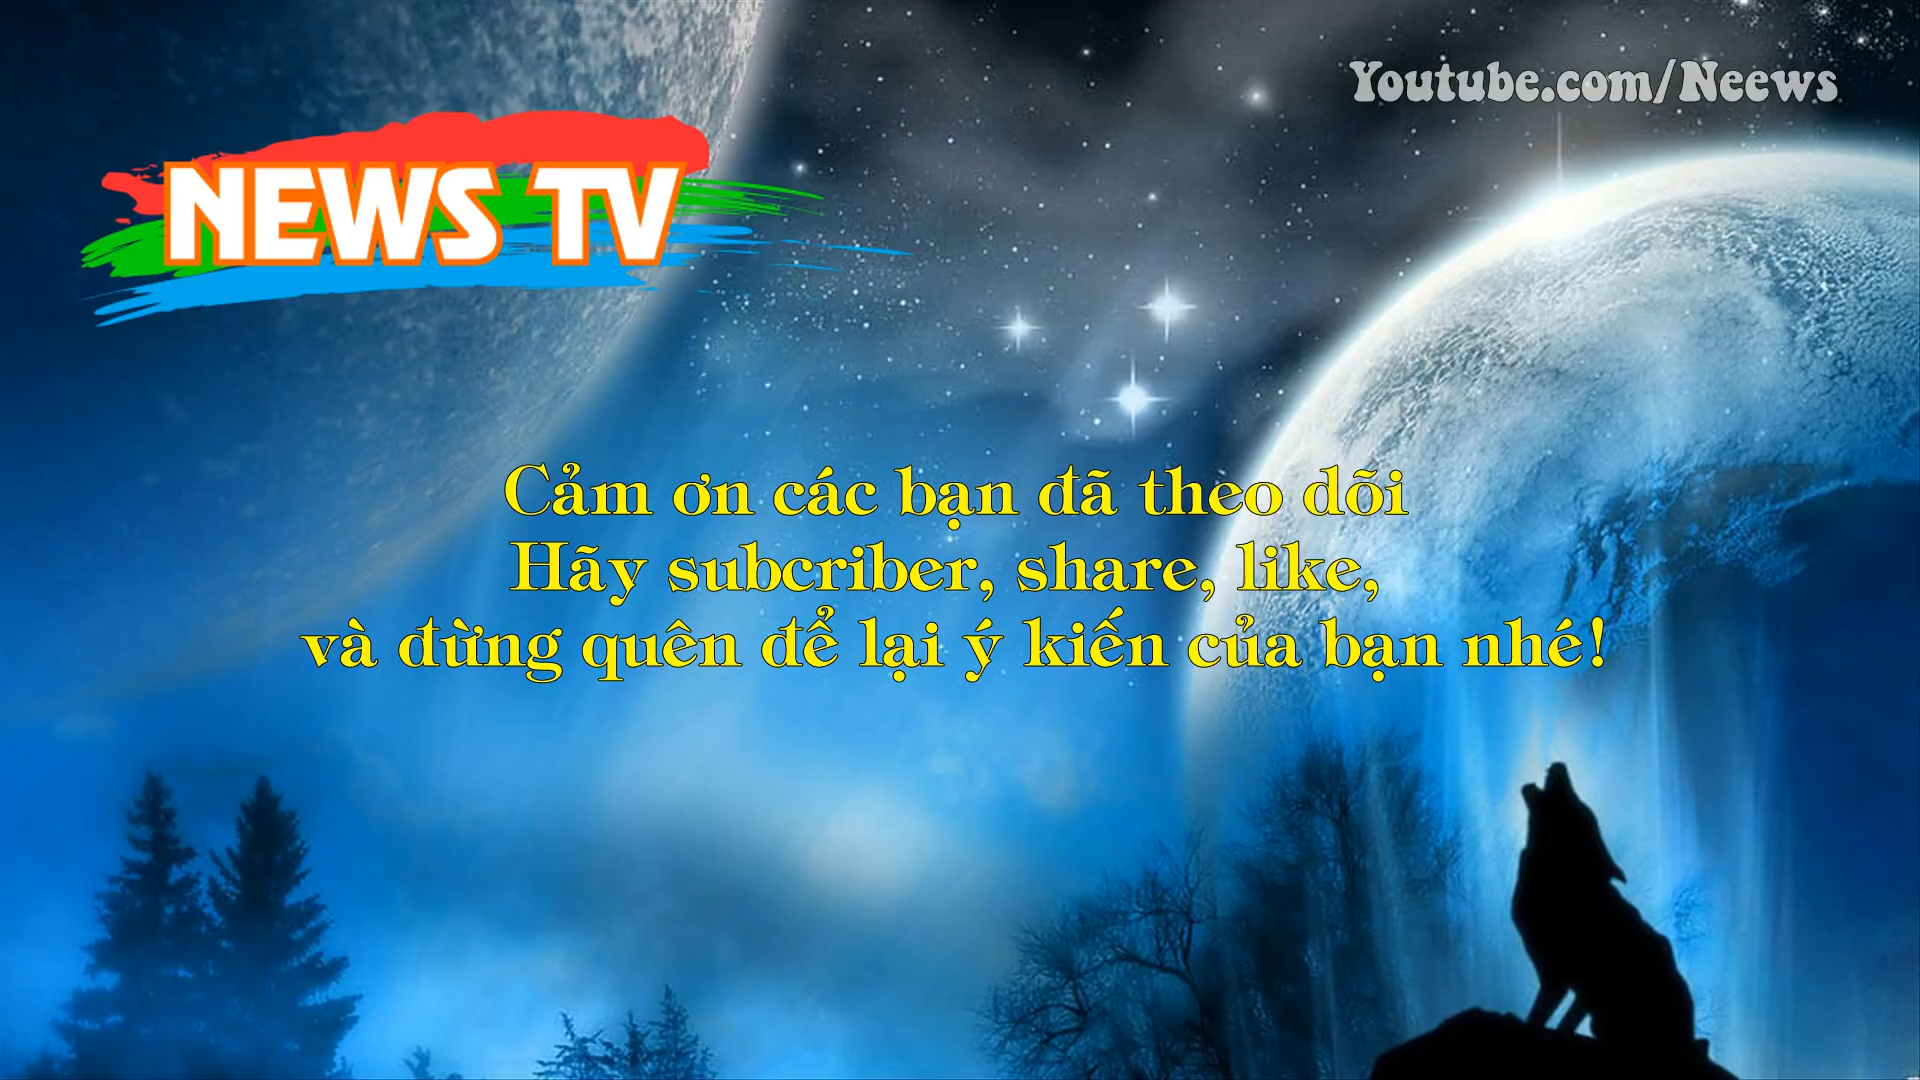 Youtube.com/Neews
NEWS TV
Cảm ơn các bạn đã theo dõi
Hãy subcriber, share, like,
và đừng quên để lại ý kiến của bạn nhé!